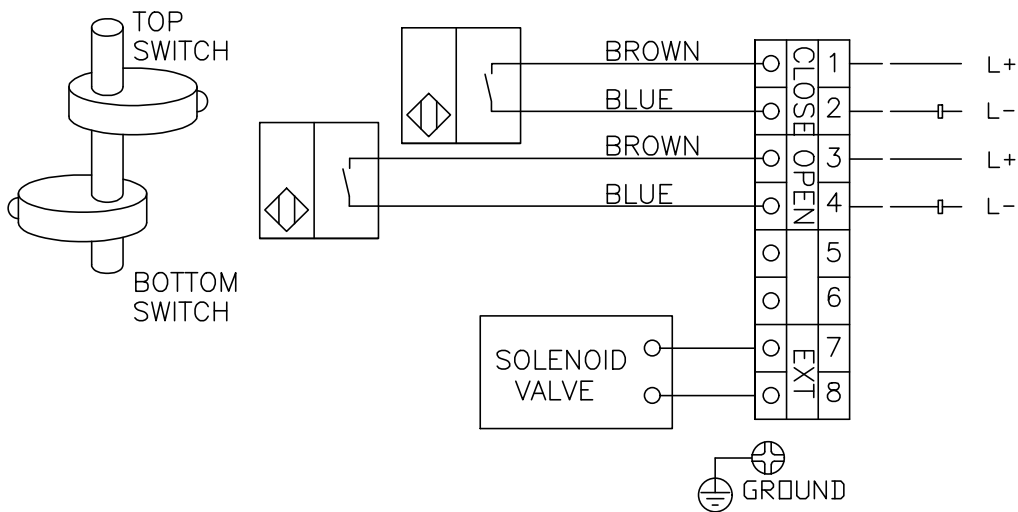 TOP
SWITCH
BOTTOM
SWITCH
BROWN
BLUE
BROWN
BLUE
SOLENOID
VALVE
CLOSE
OPEN
EXT
1
2
3
4
5
6
7
8
L+
L-
L+
L-
GROUND